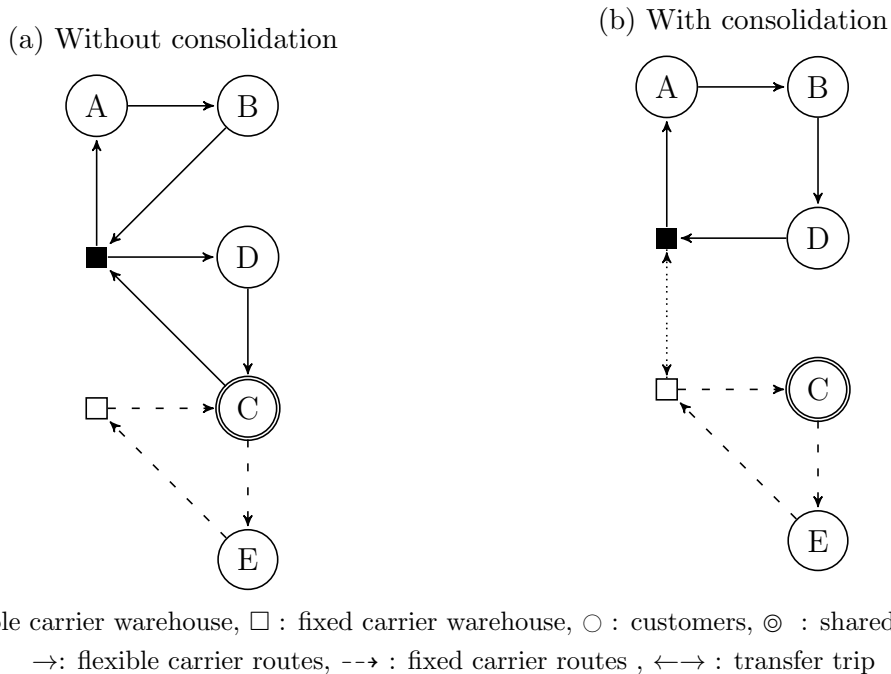 (a) Without consolidation
(b) With consolidation
A B
D
C
E
A B
D
C
E
carrier warehouse, □ : fixed carrier warehouse, ○ : customers, ⊚ : shared
→: flexible carrier routes, --→ : fixed carrier routes , ←→ : transfer trip